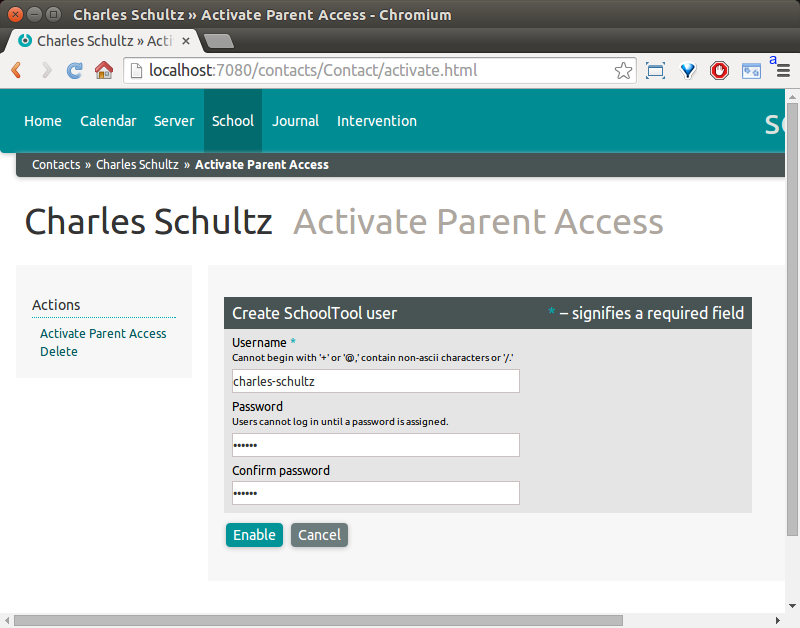 Charles Schultz » Activate Parent Access - Chromium
Charles Schultz » Acti
localhost:7080/contacts/Contact/activate.html
a
Home Calendar Server School Journal Intervention
Contacts » Charles Schultz » Activate Parent Access
Charles Schultz Activate Parent Access
Actions
Activate Parent Access
Delete
Create SchoolTool user * – signifies a required field
Username *
Cannot begin with '+' or '@,' contain non-ascii characters or '/.'
charles-schultz
Password
Users cannot log in until a password is assigned.
••••••
Confirm password
••••••
Enable Cancel